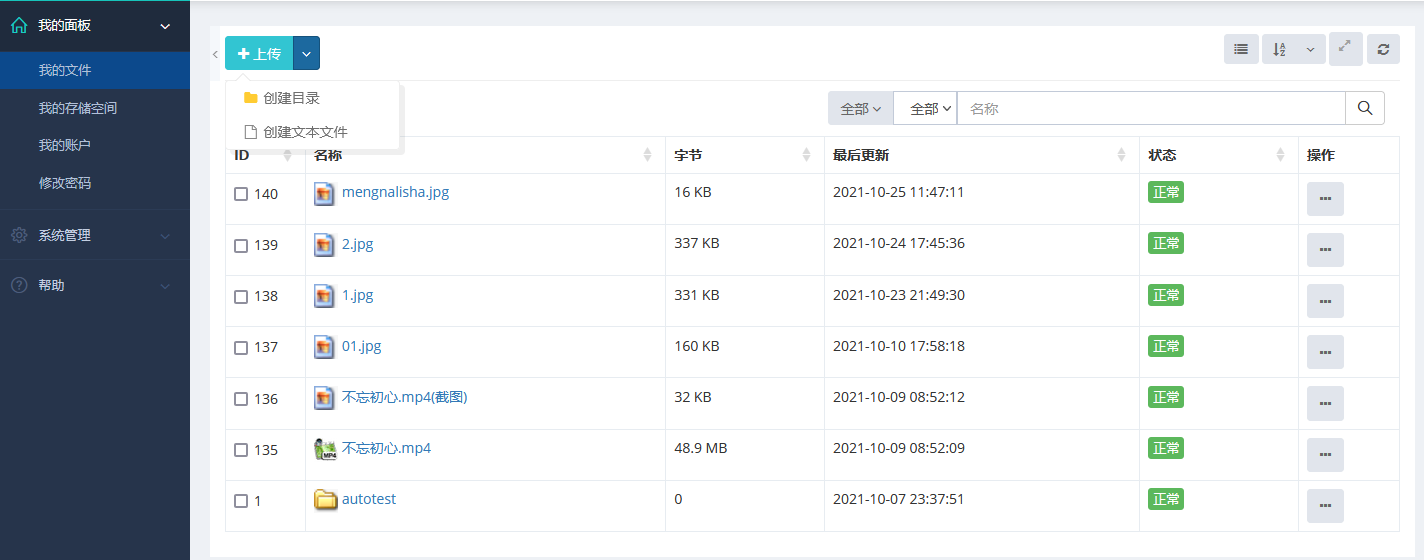 我的面板
我的文件
我的存储空间
我的账户
修改密码
系统管理
帮助
上传
创建目录
创建文本文件
全部 全部 名称
ID 名称 字节 最后更新 状态 操作
140 mengnalisha.jpg 16 KB 2021-10-25 11:47:11 正常
139 2.jpg 337 KB 2021-10-24 17:45:36 正常
138 1.jpg 331 KB 2021-10-23 21:49:30 正常
137 01.jpg 160 KB 2021-10-10 17:58:18 正常
136 不忘初心.mp4(截图) 32 KB 2021-10-09 08:52:12 正常
135 MP4 不忘初心.mp4 48.9 MB 2021-10-09 08:52:09 正常
1 autotest 0 2021-10-07 23:37:51 正常